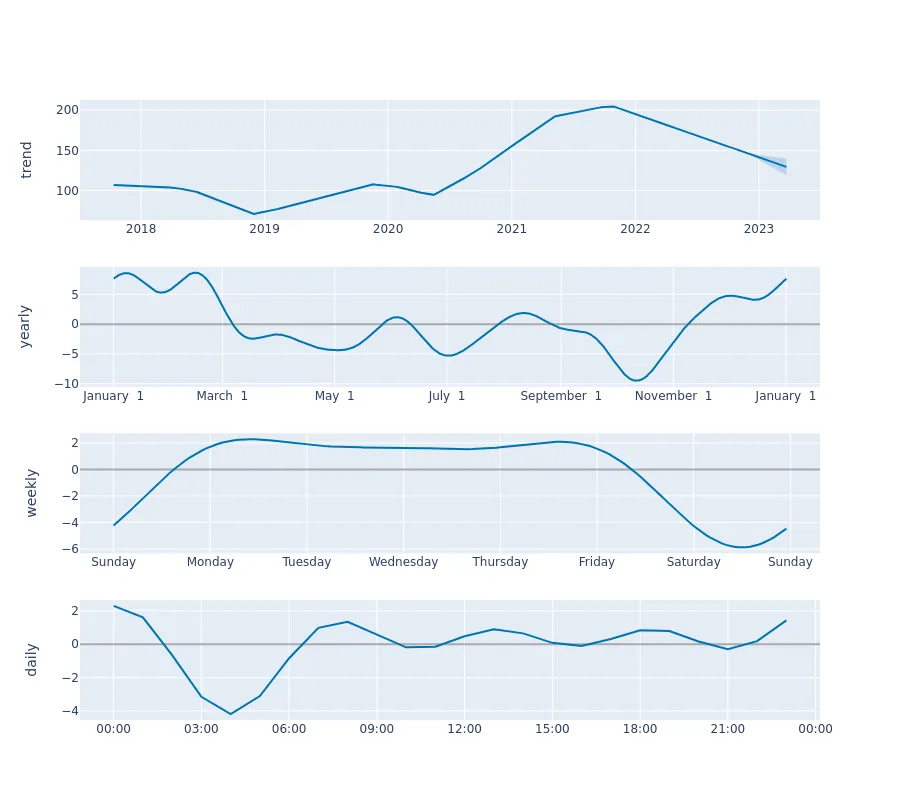 trend
200
150
100
2018 2019 2020 2021 2022 2023
yearly
5
0
−5
−10
January 1 March 1 May 1 July 1 September 1 November 1 January 1
weekly
2
0
−2
−4
−6
Sunday Monday Tuesday Wednesday Thursday Friday Saturday Sunday
daily
2
0
−2
−4
00:00 03:00 06:00 09:00 12:00 15:00 18:00 21:00 00:00